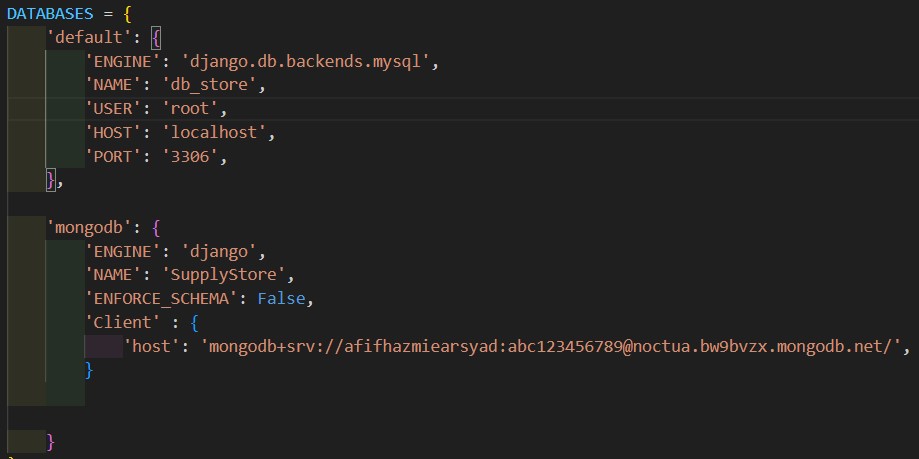 DATABASES = {
    'default': {
        'ENGINE': 'django.db.backends.mysql',
        'NAME': 'db_store',
        'USER': 'root',
        'HOST': 'localhost',
        'PORT': '3306',
    },
    'mongodb': {
        'ENGINE': 'django',
        'NAME': 'SupplyStore',
        'ENFORCE_SCHEMA': False,
        'Client' : {
            'host': 'mongodb+srv://afifhazmiearsyad:abc123456789@noctua.bw9bvzx.mongodb.net/',
        }
    }